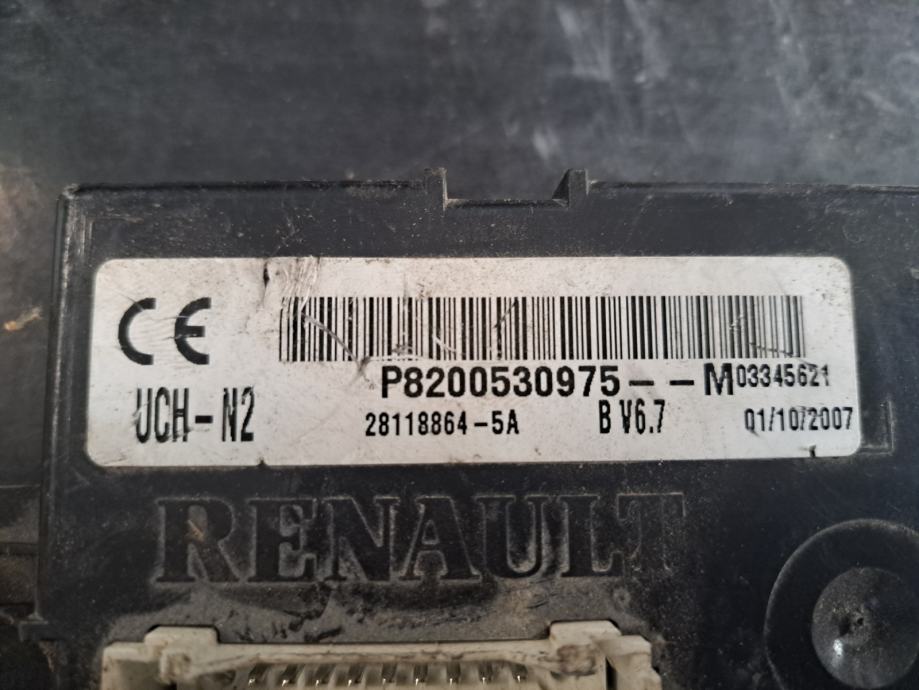 CE
P8200530975--M03345621
UCH-N2 28118864-5A B V6.7 01/10/2007
RENAULT